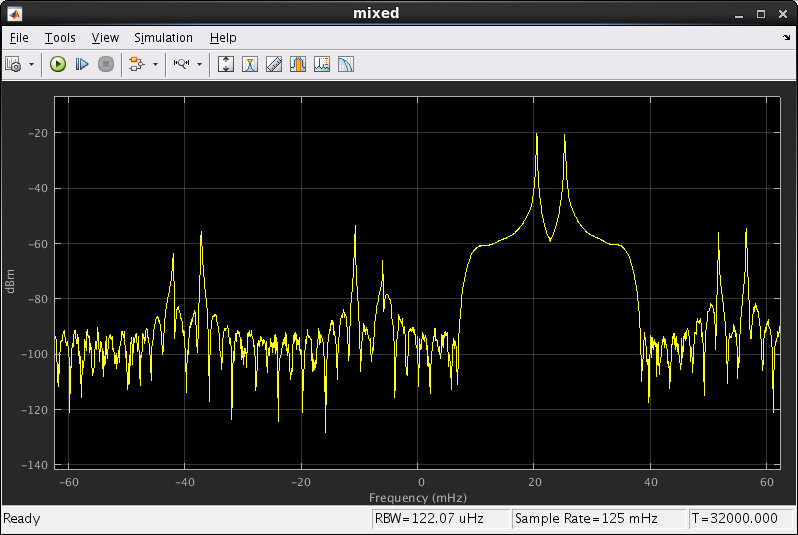 mixed
File Tools View Simulation Help
-20
-40
-60
-80
-100
-120
-140
dBm
-60 -40 -20 0 20 40 60
Frequency (mHz)
Ready RBW=122.07 uHz Sample Rate=125 mHz T=32000.000